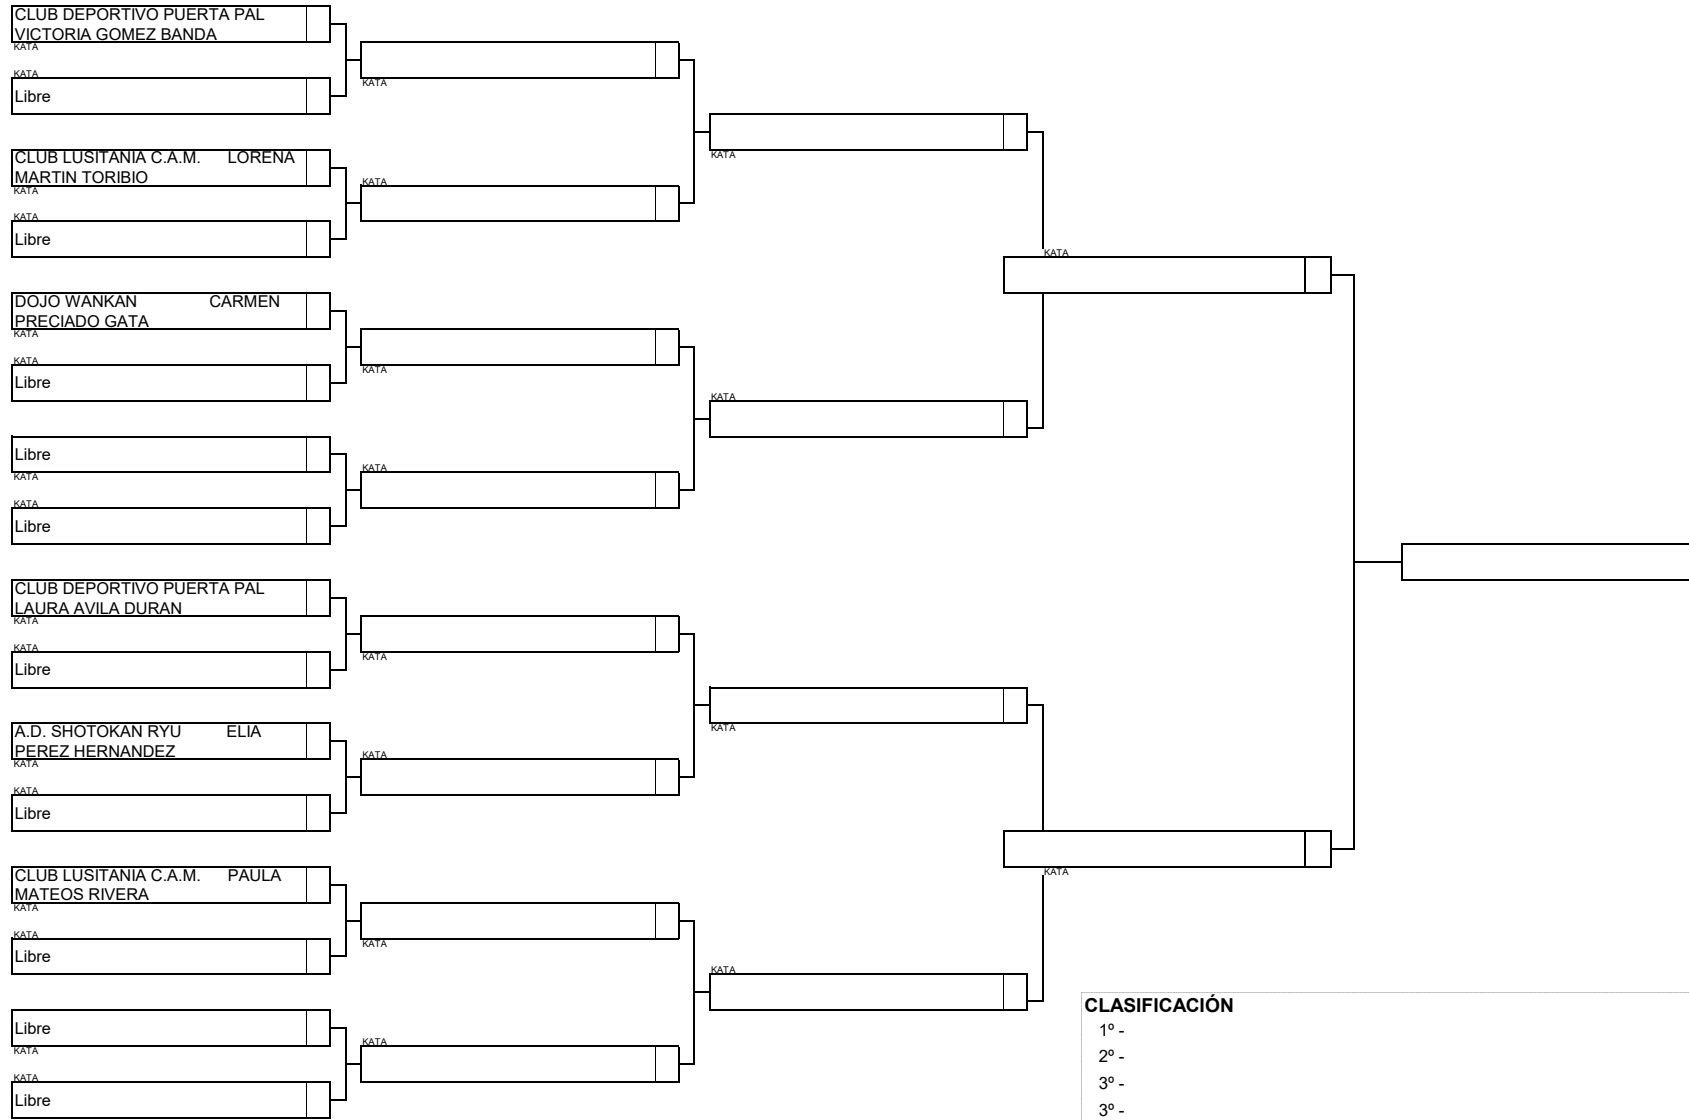 CLUB DEPORTIVO PUERTA PAL
VICTORIA GOMEZ BANDA
KATA
KATA
Libre
CLUB LUSITANIA C.A.M. LORENA
MARTIN TORIBIO
KATA
KATA
Libre
DOJO WANKAN CARMEN
PRECIADO GATA
KATA
KATA
Libre
Libre
KATA
KATA
Libre
CLUB DEPORTIVO PUERTA PAL
LAURA AVILA DURAN
KATA
KATA
Libre
A.D. SHOTOKAN RYU ELIA
PEREZ HERNANDEZ
KATA
KATA
Libre
CLUB LUSITANIA C.A.M. PAULA
MATEOS RIVERA
KATA
KATA
Libre
Libre
KATA
KATA
Libre
KATA
KATA
KATA
KATA
KATA
KATA
KATA
KATA
KATA
KATA
KATA
KATA
KATA
KATA
CLASIFICACIÓN
1º -
2º -
3º -
3º -